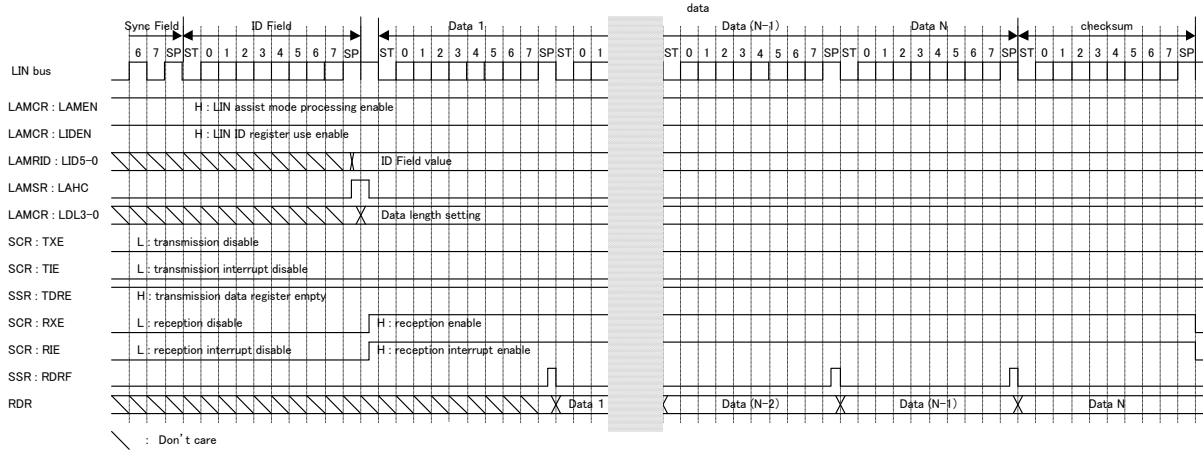 data
Sync Field ID Field Data 1 Data (N-1) Data N checksum
6 7 SP ST 0 1 2 3 4 5 6 7 SP ST 0 1 2 3 4 5 6 7 SP ST 0 1 ST 0 1 2 3 4 5 6 7 SP ST 0 1 2 3 4 5 6 7 SP ST 0 1 2 3 4 5 6 7 SP
LIN bus
LAMCR : LAMEN H : LIN assist mode processing enable
LAMCR : LIDEN H : LIN ID register use enable
LAMRID : LID5-0 ID Field value
LAMSR : LAHC
LAMCR : LDL3-0 Data length setting
SCR : TXE L : transmission disable
SCR : TIE L : transmission interrupt disable
SSR : TDRE H : transmission data register empty
SCR : RXE L : reception disable H : reception enable
SCR : RIE L : reception interrupt disable H : reception interrupt enable
SSR : RDRF
RDR Data 1 Data (N-2) Data (N-1) Data N
: Don't care